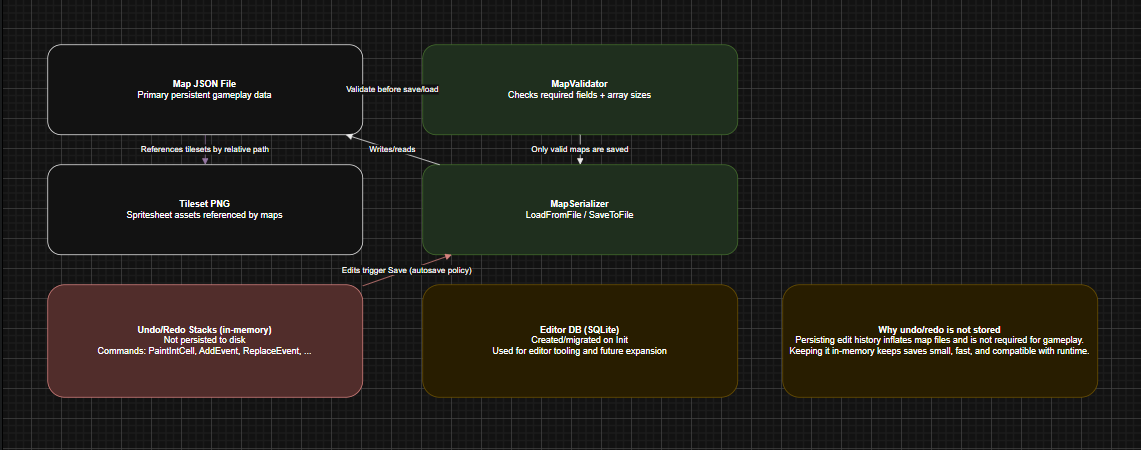 Map JSON File
Primary persistent gameplay data
Validate before save/load
MapValidator
Checks required fields + array sizes
References tilesets by relative path
Writes/reads
Only valid maps are saved
Tileset PNG
Spritesheet assets referenced by maps
MapSerializer
LoadFromFile / SaveToFile
Edits trigger Save (autosave policy)
Undo/Redo Stacks (in-memory)
Not persisted to disk
Commands: PaintIntCell, AddEvent, ReplaceEvent, ...
Editor DB (SQLite)
Created/migrated on Init
Used for editor tooling and future expansion
Why undo/redo is not stored
Persisting edit history inflates map files and is not required for gameplay.
Keeping it in-memory keeps saves small, fast, and compatible with runtime.